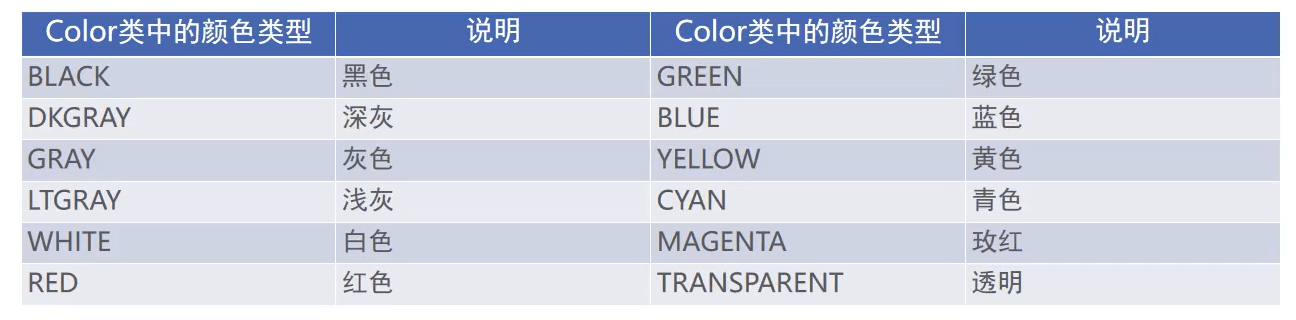 Color类中的颜色类型 说明 Color类中的颜色类型 说明
BLACK 黑色 GREEN 绿色
DKGRAY 深灰 BLUE 蓝色
GRAY 灰色 YELLOW 黄色
LTGRAY 浅灰 CYAN 青色
WHITE 白色 MAGENTA 玫红
RED 红色 TRANSPARENT 透明